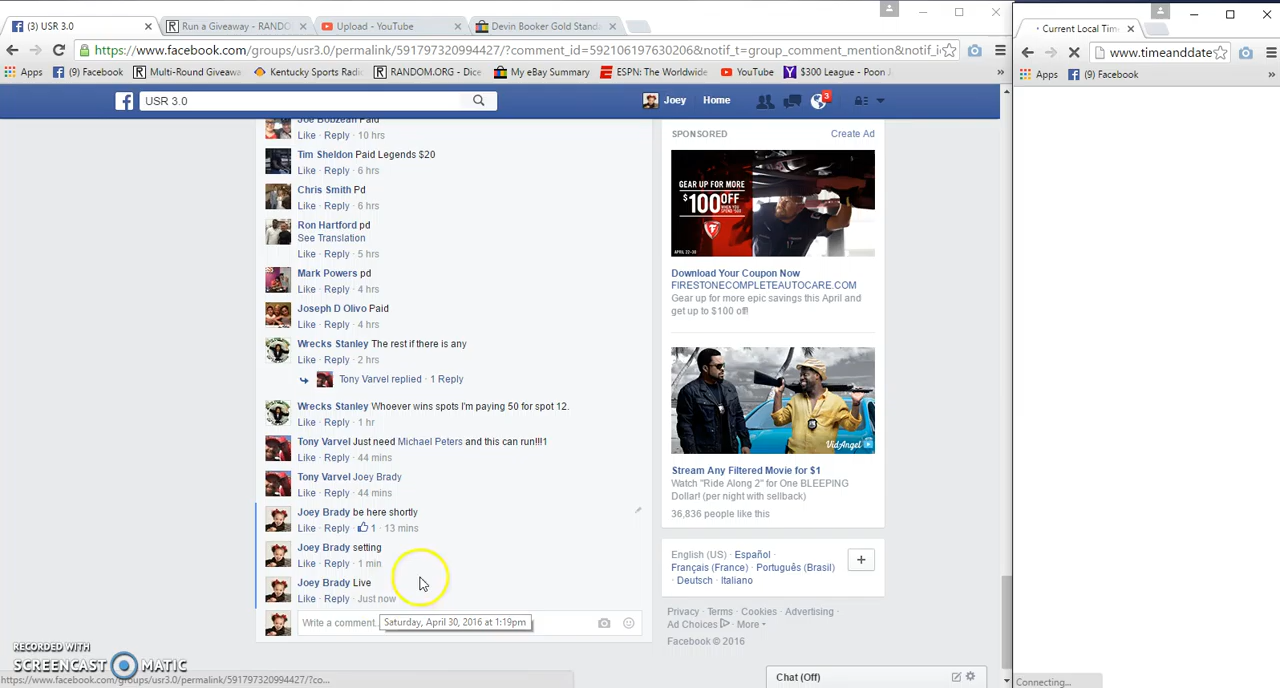 (3) USR 3.0
Run a Giveaway - RANDO
Upload - YouTube
Devin Booker Gold Stand
Current Local Tim
https://www.facebook.com/groups/usr3.0/permalink/591797320994427/?comment_id=592106197630206&notif_t=group_comment_mention&notif_i
www.timeanddate
Apps
(9) Facebook
Multi-Round Giveawa
Kentucky Sports Radi
RANDOM.ORG - Dice
My eBay Summary
ESPN: The Worldwide
YouTube
$300 League - Poon J
»
Apps
(9) Facebook
»
USR 3.0
Joey
Home
3
Joe Bobzean Paid
Like · Reply · 10 hrs
Tim Sheldon Paid Legends $20
Like · Reply · 6 hrs
Chris Smith Pd
Like · Reply · 6 hrs
Ron Hartford pd
See Translation
Like · Reply · 5 hrs
Mark Powers pd
Like · Reply · 4 hrs
Joseph D Olivo Paid
Like · Reply · 4 hrs
Wrecks Stanley The rest if there is any
Like · Reply · 2 hrs
Tony Varvel replied · 1 Reply
Wrecks Stanley Whoever wins spots I'm paying 50 for spot 12.
Like · Reply · 1 hr
Tony Varvel Just need Michael Peters and this can run!!!1
Like · Reply · 44 mins
Tony Varvel Joey Brady
Like · Reply · 44 mins
Joey Brady be here shortly
Like · Reply · 1 · 13 mins
Joey Brady setting
Like · Reply · 1 min
Joey Brady Live
Like · Reply · Just now
Write a comment.
Saturday, April 30, 2016 at 1:19pm
SPONSORED
Create Ad
GEAR UP FOR MORE
$100 OFF
WHEN YOU SPEND $500
APRIL 22-30
Download Your Coupon Now
FIRESTONECOMPLETEAUTOCARE.COM
Gear up for more epic savings this April and
get up to $100 off!
VidAngel
Stream Any Filtered Movie for $1
Watch "Ride Along 2" for One BLEEPING
Dollar! (per night with sellback)
36,836 people like this
English (US) · Español ·
Français (France) · Português (Brasil)
· Deutsch · Italiano
Privacy · Terms · Cookies · Advertising ·
Ad Choices · More
Facebook © 2016
Chat (Off)
RECORDED WITH
SCREENCAST MATIC
https://www.facebook.com/groups/usr3.0/permalink/591797320994427/?co...
Connecting...